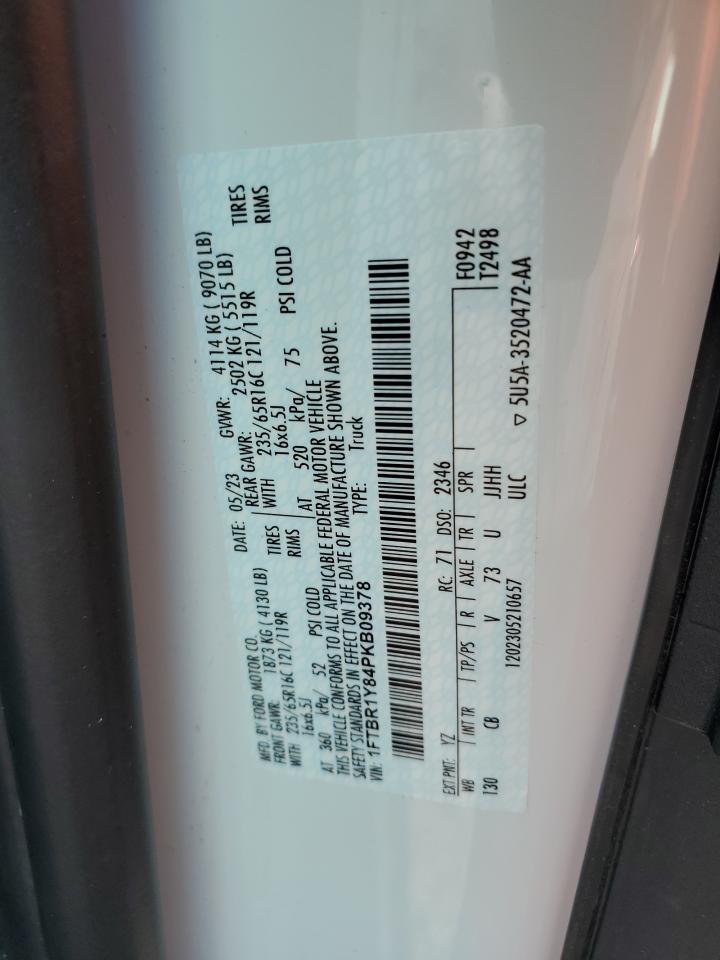 MFD. BY FORD MOTOR CO.
DATE: 05/23 GVWR: 4114 KG ( 9070 LB)
FRONT GAWR: 1873 KG ( 4130 LB)
REAR GAWR: 2502 KG ( 5515 LB)
WITH 235/65R16C 121/119R TIRES
WITH 235/65R16C 121/119R TIRES
16x6.5J RIMS
16x6.5J RIMS
AT 360 kPa/ 52 PSI COLD
AT 520 kPa/ 75 PSI COLD
THIS VEHICLE CONFORMS TO ALL APPLICABLE FEDERAL MOTOR VEHICLE
SAFETY STANDARDS IN EFFECT ON THE DATE OF MANUFACTURE SHOWN ABOVE.
VIN: 1FTBR1Y84PKB09378 TYPE: Truck
EXT PNT: YZ RC: 71 DSO: 2346 F0942
WB INT TR TP/PS R AXLE TR SPR T2498
130 CB V 73 U JJHH
1202305210657 ULC ▽ 5U5A-3520472-AA